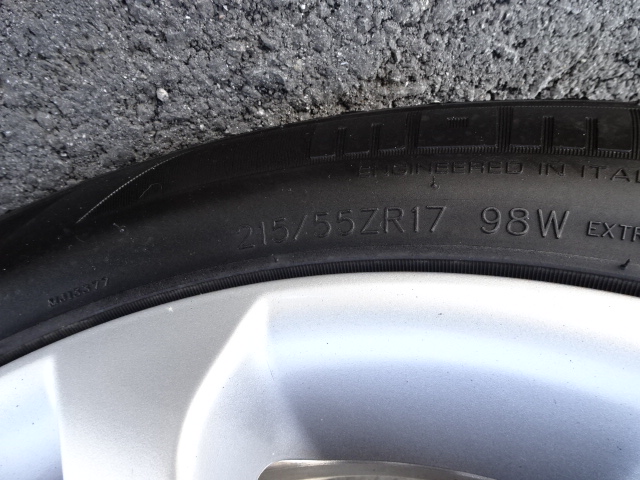 ENGINEERED IN ITAL
215/55ZR17 98W EXTR